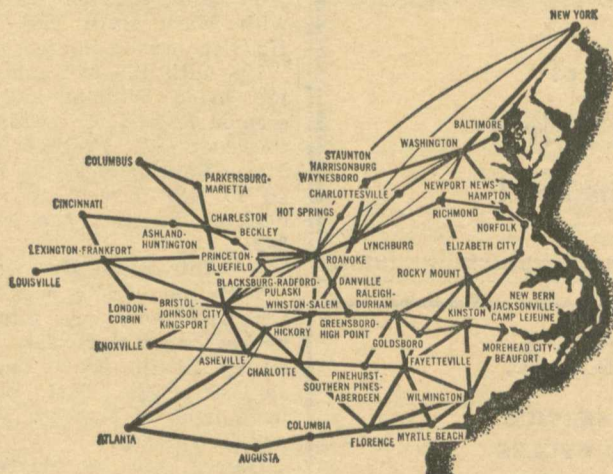 NEW YORK
BALTIMORE
WASHINGTON
STAUNTON
HARRISONBURG
WAYNESBORO
COLUMBUS
PARKERSBURG-
MARIETTA
CHARLOTTESVILLE
NEWPORT NEWS-
HAMPTON
CINCINNATI
HOT SPRINGS
RICHMOND
CHARLESTON
NORFOLK
ASHLAND-
HUNTINGTON
BECKLEY
LYNCHBURG
ELIZABETH CITY
LEXINGTON-FRANKFORT
PRINCETON-
BLUEFIELD
ROANOKE
LOUISVILLE
BLACKSBURG-RADFORD-
PULASKI
DANVILLE
ROCKY MOUNT
LONDON-
CORBIN
BRISTOL-
JOHNSON CITY
KINGSPORT
WINSTON-SALEM
RALEIGH-
DURHAM
NEW BERN
JACKSONVILLE-
CAMP LEJEUNE
GREENSBORO-
HIGH POINT
KINSTON
HICKORY
GOLDSBORO
MOREHEAD CITY-
BEAUFORT
KNOXVILLE
ASHEVILLE
CHARLOTTE
FAYETTEVILLE
PINEHURST-
SOUTHERN PINES-
ABERDEEN
WILMINGTON
ATLANTA
COLUMBIA
FLORENCE
MYRTLE BEACH
AUGUSTA